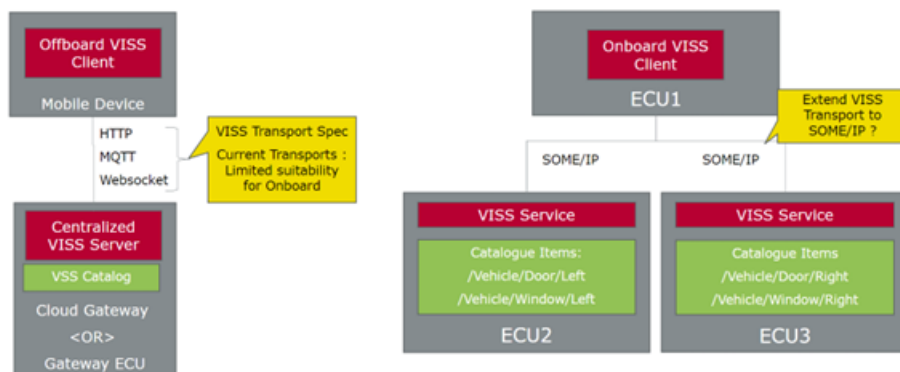 Offboard VISS
Client
Mobile Device
HTTP
MQTT
Websocket
VISS Transport Spec
Current Transports :
Limited suitability
for Onboard
Centralized
VISS Server
VSS Catalog
Cloud Gateway
<OR>
Gateway ECU
Onboard VISS
Client
ECU1
Extend VISS
Transport to
SOME/IP ?
SOME/IP
SOME/IP
VISS Service
Catalogue Items:
/Vehicle/Door/Left
/Vehicle/Window/Left
ECU2
VISS Service
Catalogue Items
/Vehicle/Door/Right
/Vehicle/Window/Right
ECU3